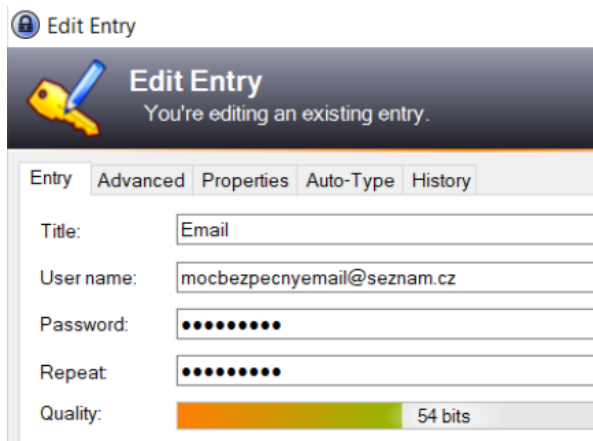 Edit Entry
Edit Entry
You're editing an existing entry.
Entry Advanced Properties Auto-Type History
Title: Email
User name: mocbezpecnyemail@seznam.cz
Password: •••••••••
Repeat: •••••••••
Quality: 54 bits